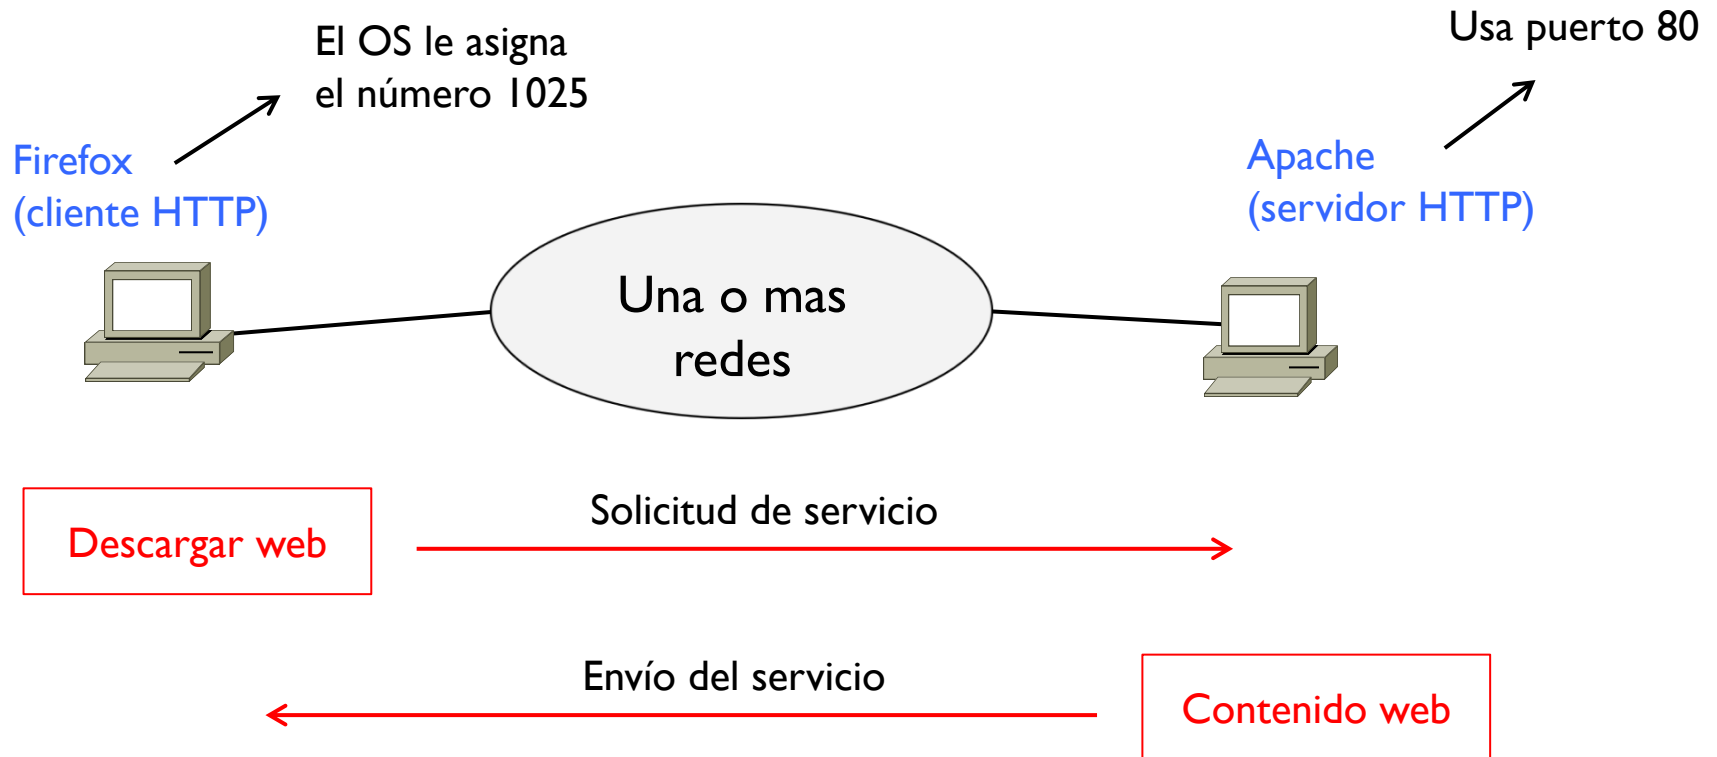 El OS le asigna
el número 1025
Usa puerto 80
Firefox
(cliente HTTP)
Apache
(servidor HTTP)
Una o mas
redes
Solicitud de servicio
Descargar web
Envío del servicio
Contenido web